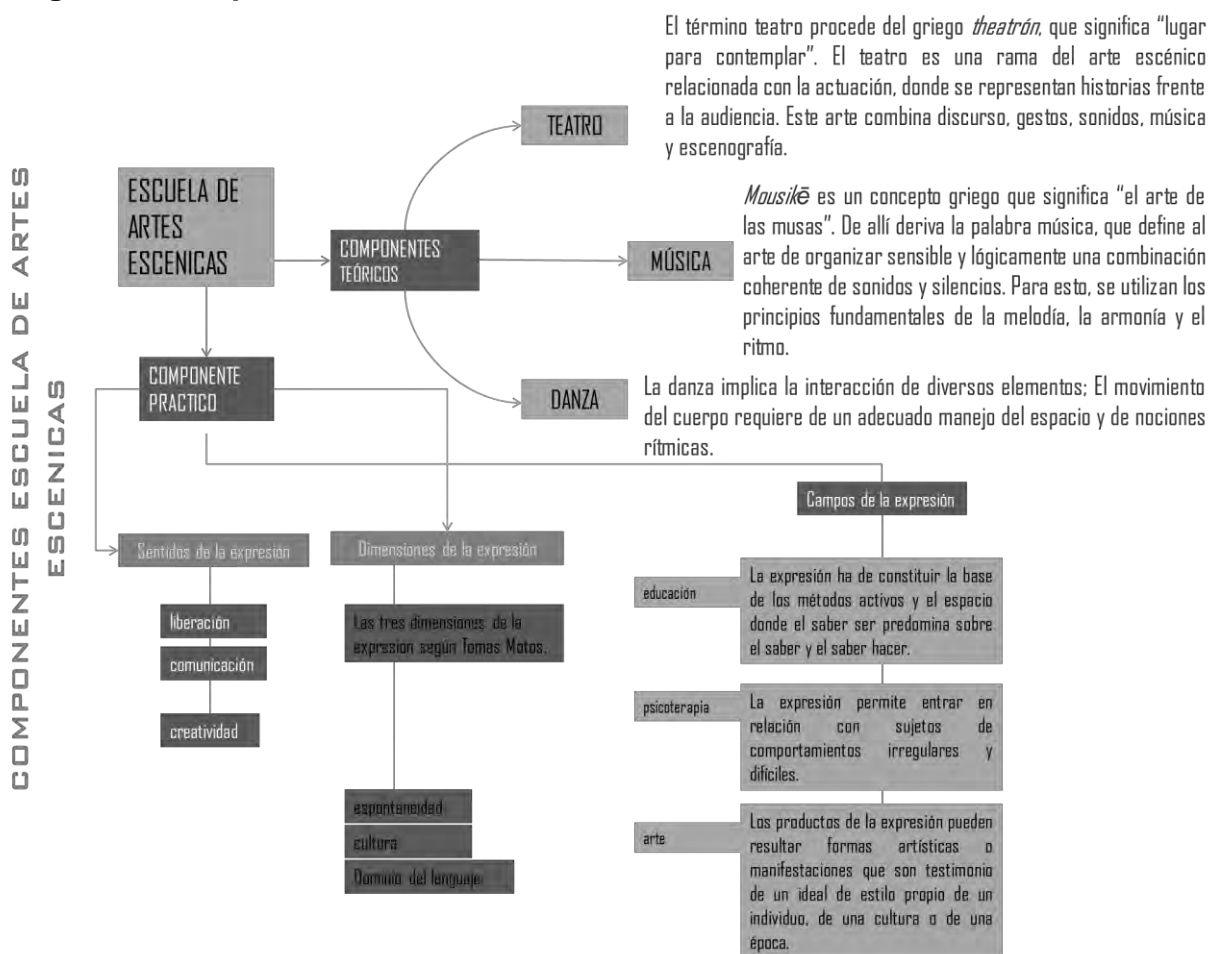 El término teatro procede del griego theatrón, que significa “lugar
para contemplar”. El teatro es una rama del arte escénico
relacionada con la actuación, donde se representan historias frente
a la audiencia. Este arte combina discurso, gestos, sonidos, música
y escenografía.
TEATRO
COMPONENTES ESCUELA DE ARTES
ESCENICAS
ESCUELA DE
ARTES
ESCENICAS
COMPONENTES
TEÓRICOS
MÚSICA
Mousikē es un concepto griego que significa “el arte de
las musas”. De allí deriva la palabra música, que define al
arte de organizar sensible y lógicamente una combinación
coherente de sonidos y silencios. Para esto, se utilizan los
principios fundamentales de la melodía, la armonía y el
ritmo.
COMPONENTE
PRACTICO
DANZA
La danza implica la interacción de diversos elementos; El movimiento
del cuerpo requiere de un adecuado manejo del espacio y de nociones
rítmicas.
Campos de la expresión
Sentidos de la expresión
Dimensiones de la expresión
liberación
comunicación
creatividad
Las tres dimensiones de la
expresión según Tomas Motos.
espontaneidad
cultura
Dominio del lenguaje
educación
La expresión ha de constituir la base
de los métodos activos y el espacio
donde el saber ser predomina sobre
el saber y el saber hacer.
psicoterapia
La expresión permite entrar en
relación con sujetos de
comportamientos irregulares y
difíciles.
arte
Los productos de la expresión pueden
resultar formas artísticas o
manifestaciones que son testimonio
de un ideal de estilo propio de un
individuo, de una cultura o de una
época.